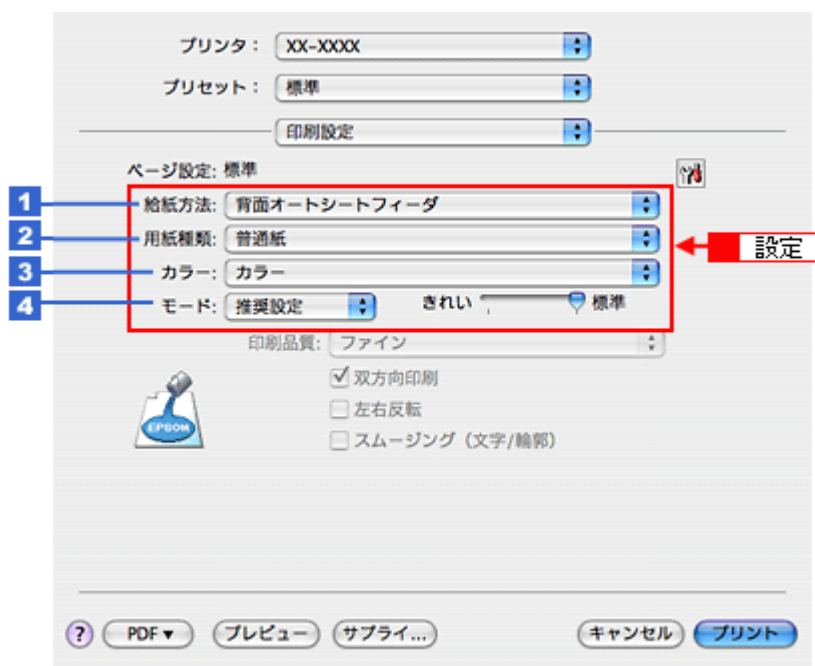 プリンタ： XX-XXXX
プリセット： 標準
印刷設定
ページ設定: 標準
1 給紙方法: 背面オートシートフィーダ
2 用紙種類: 普通紙
設定
3 カラー: カラー
4 モード: 推奨設定 きれい 標準
印刷品質: ファイン
双方向印刷
左右反転
EPSON
スムージング（文字/輪郭）
? PDF▼ プレビュー サプライ... キャンセル プリント